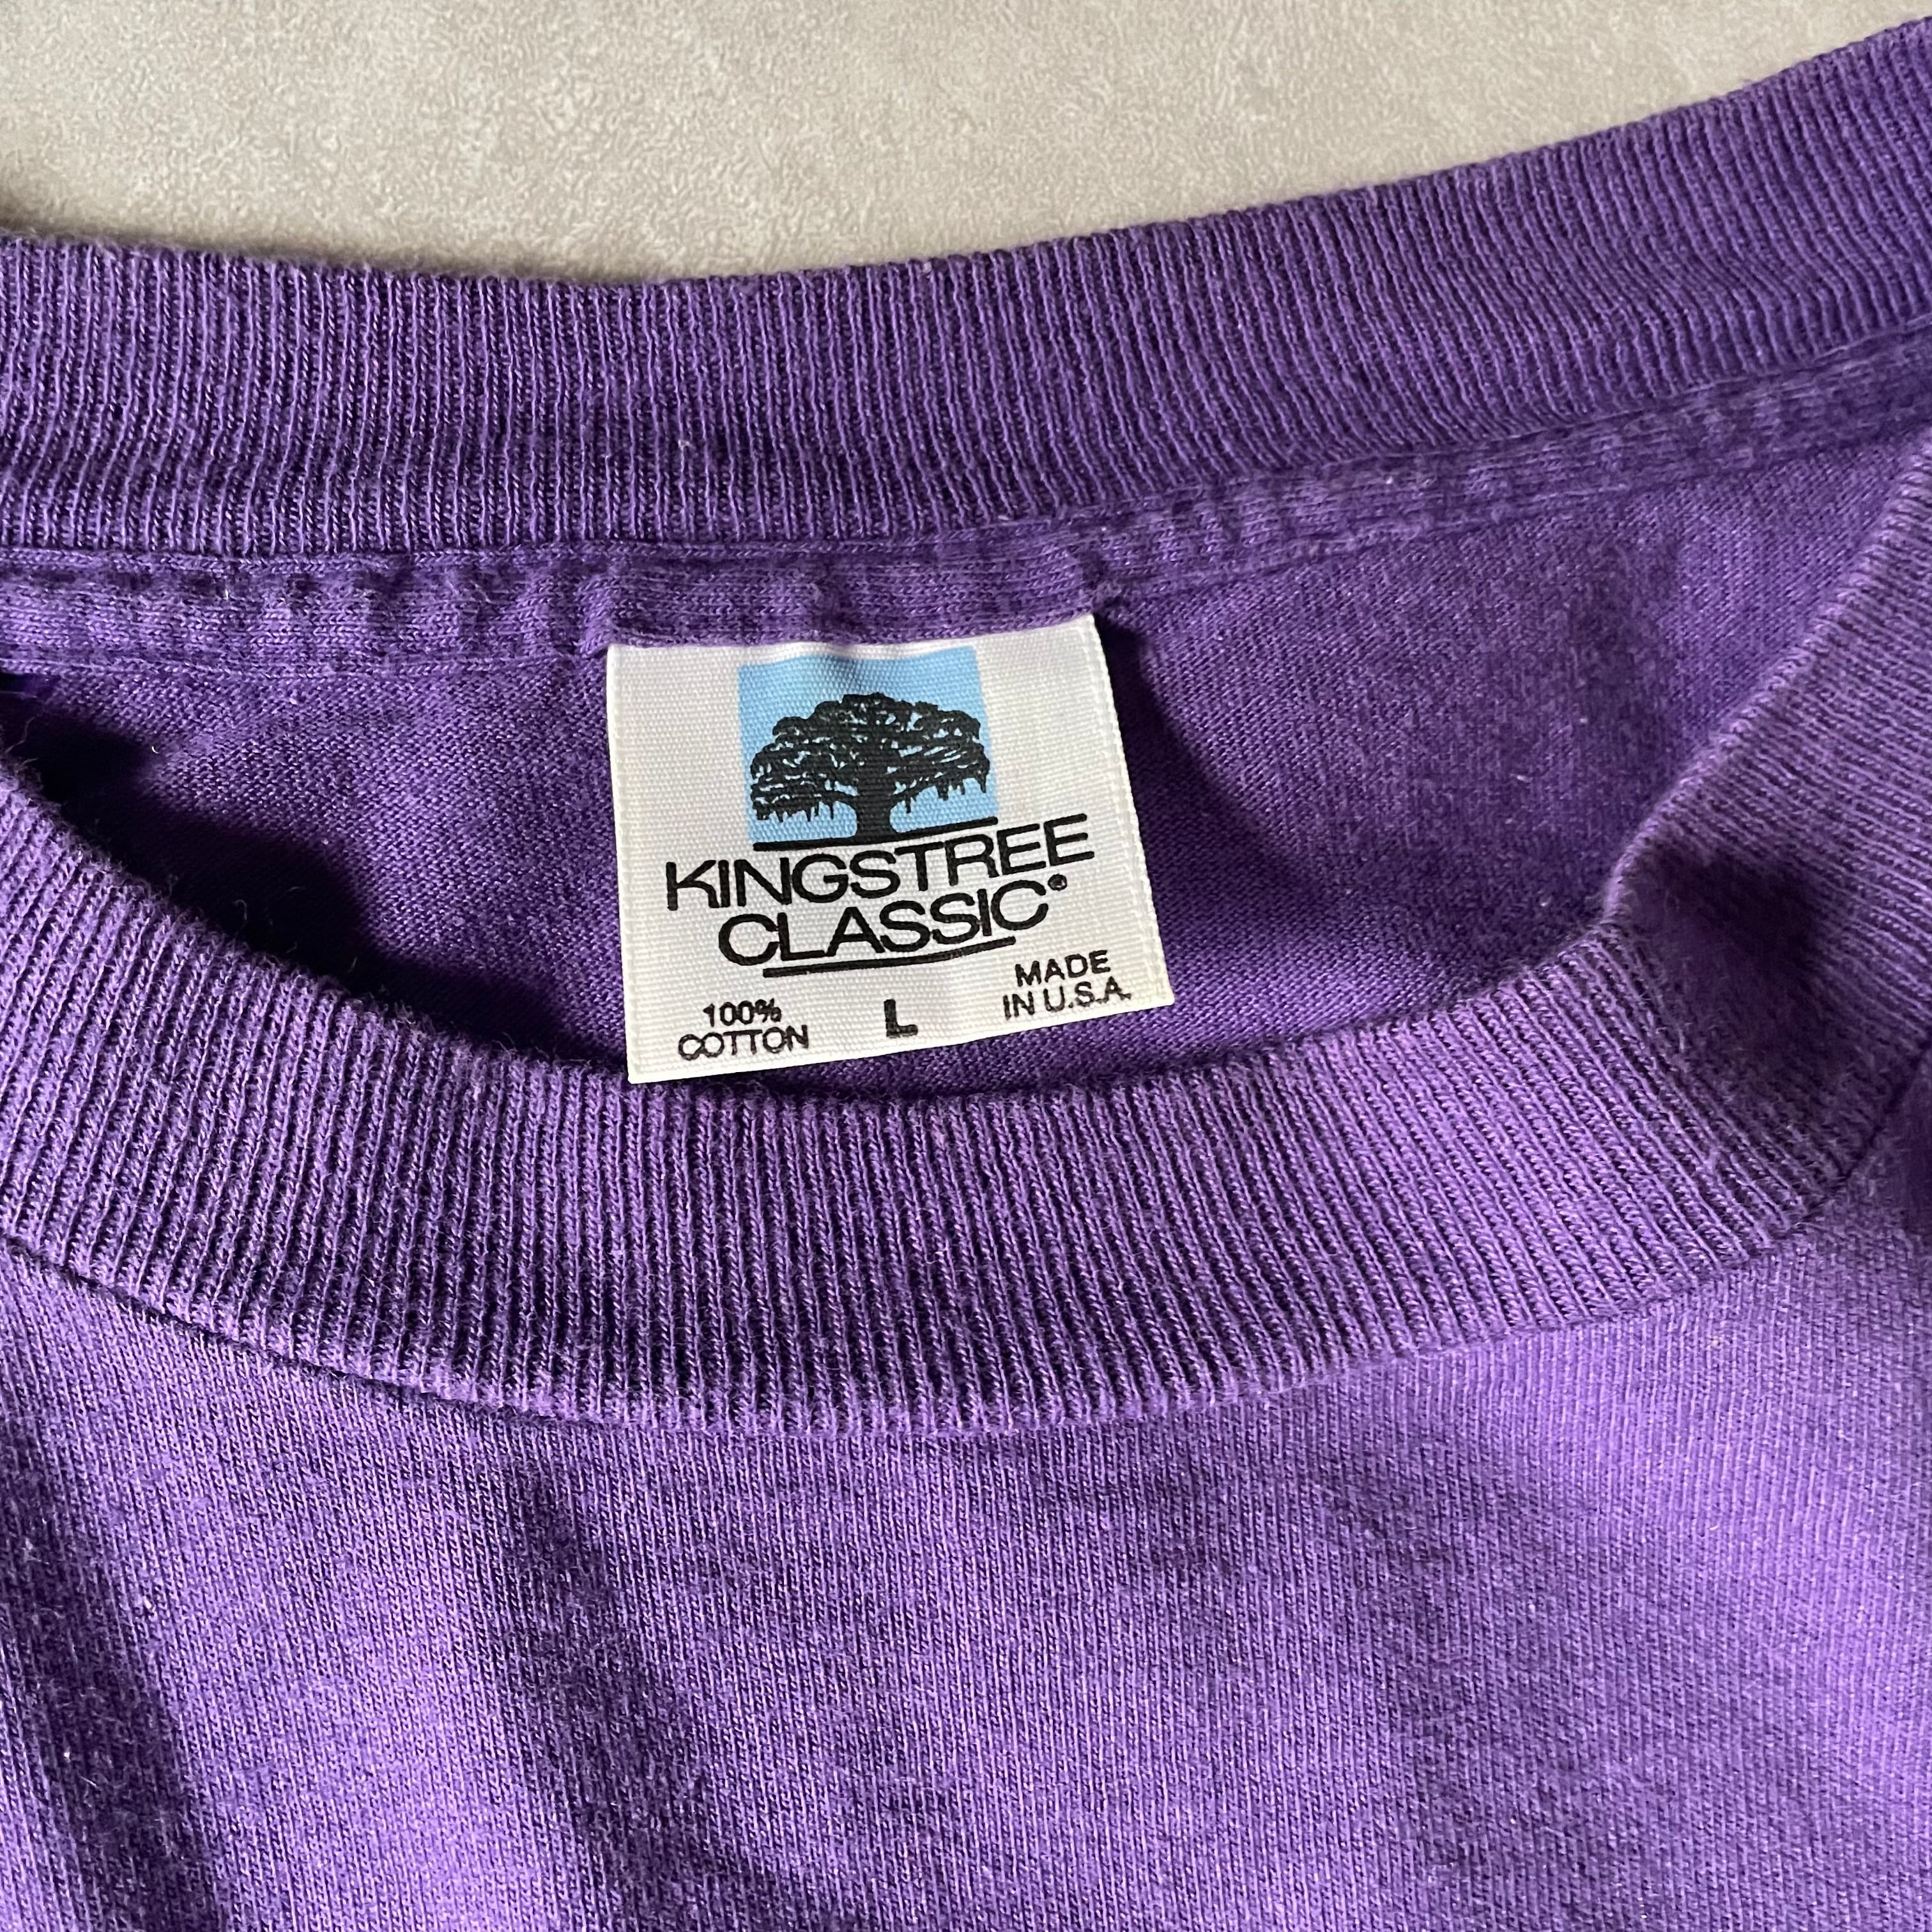 KINGSTREE
CLASSIC®
100%
COTTON
L
MADE
IN U.S.A.